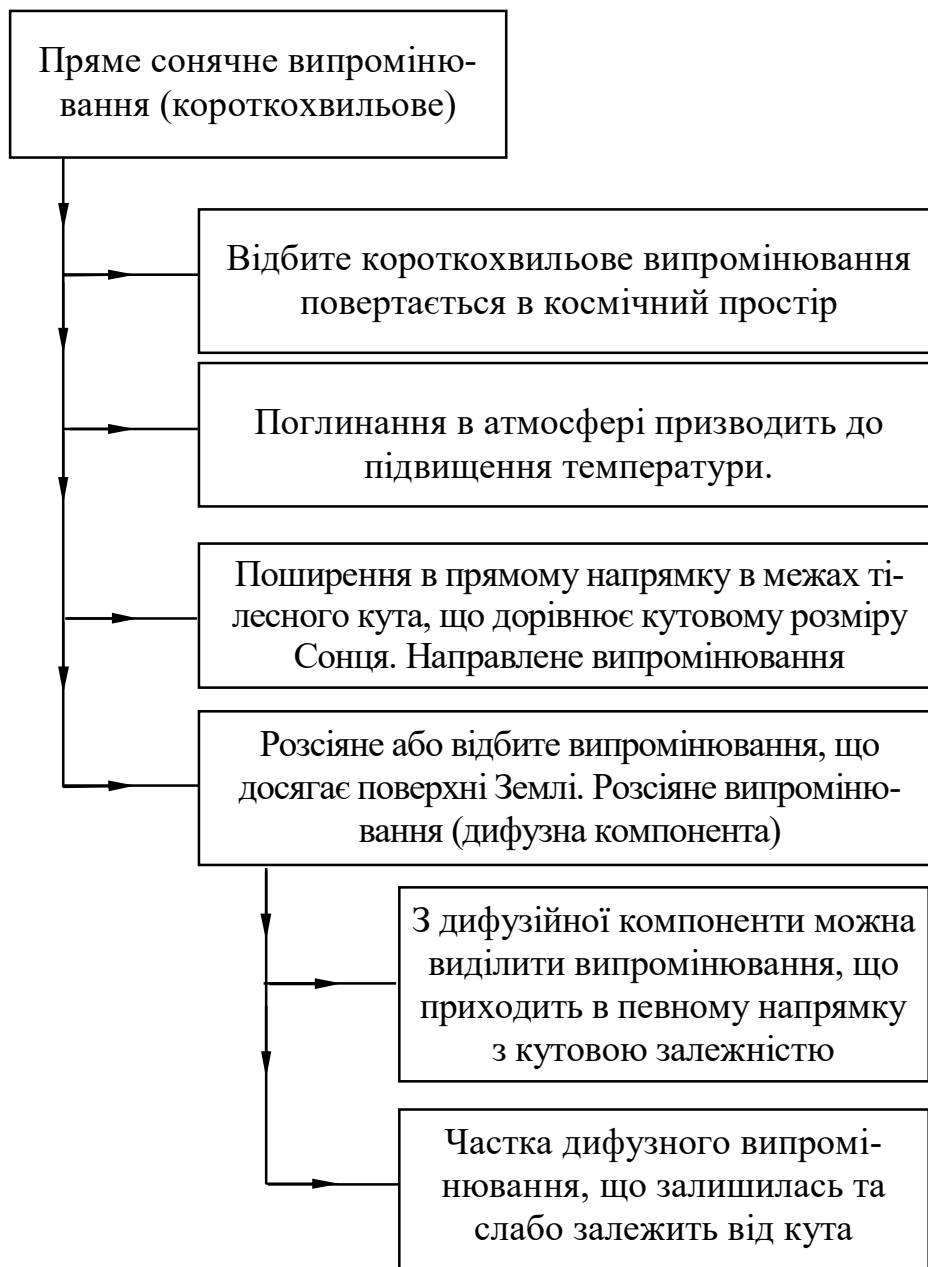 Пряме сонячне випроміню-
вання (короткохвильове)
Відбите короткохвильове випромінювання
повертається в космічний простір
Поглинання в атмосфері призводить до
підвищення температури.
Поширення в прямому напрямку в межах ті-
лесного кута, що дорівнює кутовому розміру
Сонця. Направлене випромінювання
Розсіяне або відбите випромінювання, що
досягає поверхні Землі. Розсіяне випроміню-
вання (дифузна компонента)
З дифузійної компоненти можна
виділити випромінювання, що
приходить в певному напрямку
з кутовою залежністю
Частка дифузного випромі-
нювання, що залишилась та
слабо залежить від кута